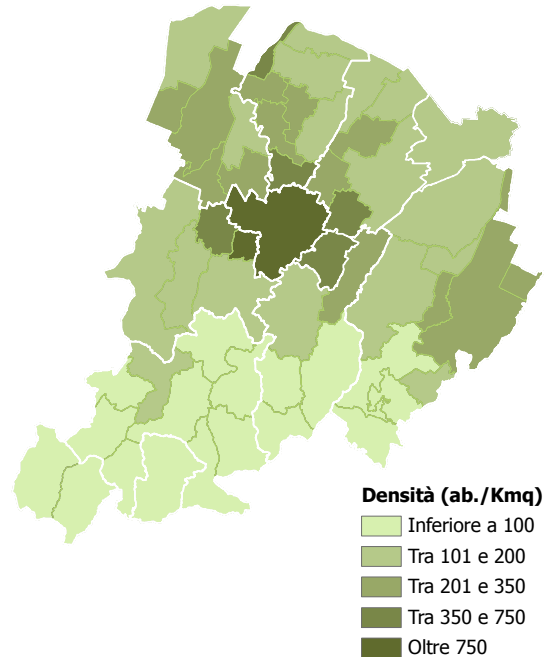 Densità (ab./Kmq)
Inferiore a 100
Tra 101 e 200
Tra 201 e 350
Tra 350 e 750
Oltre 750